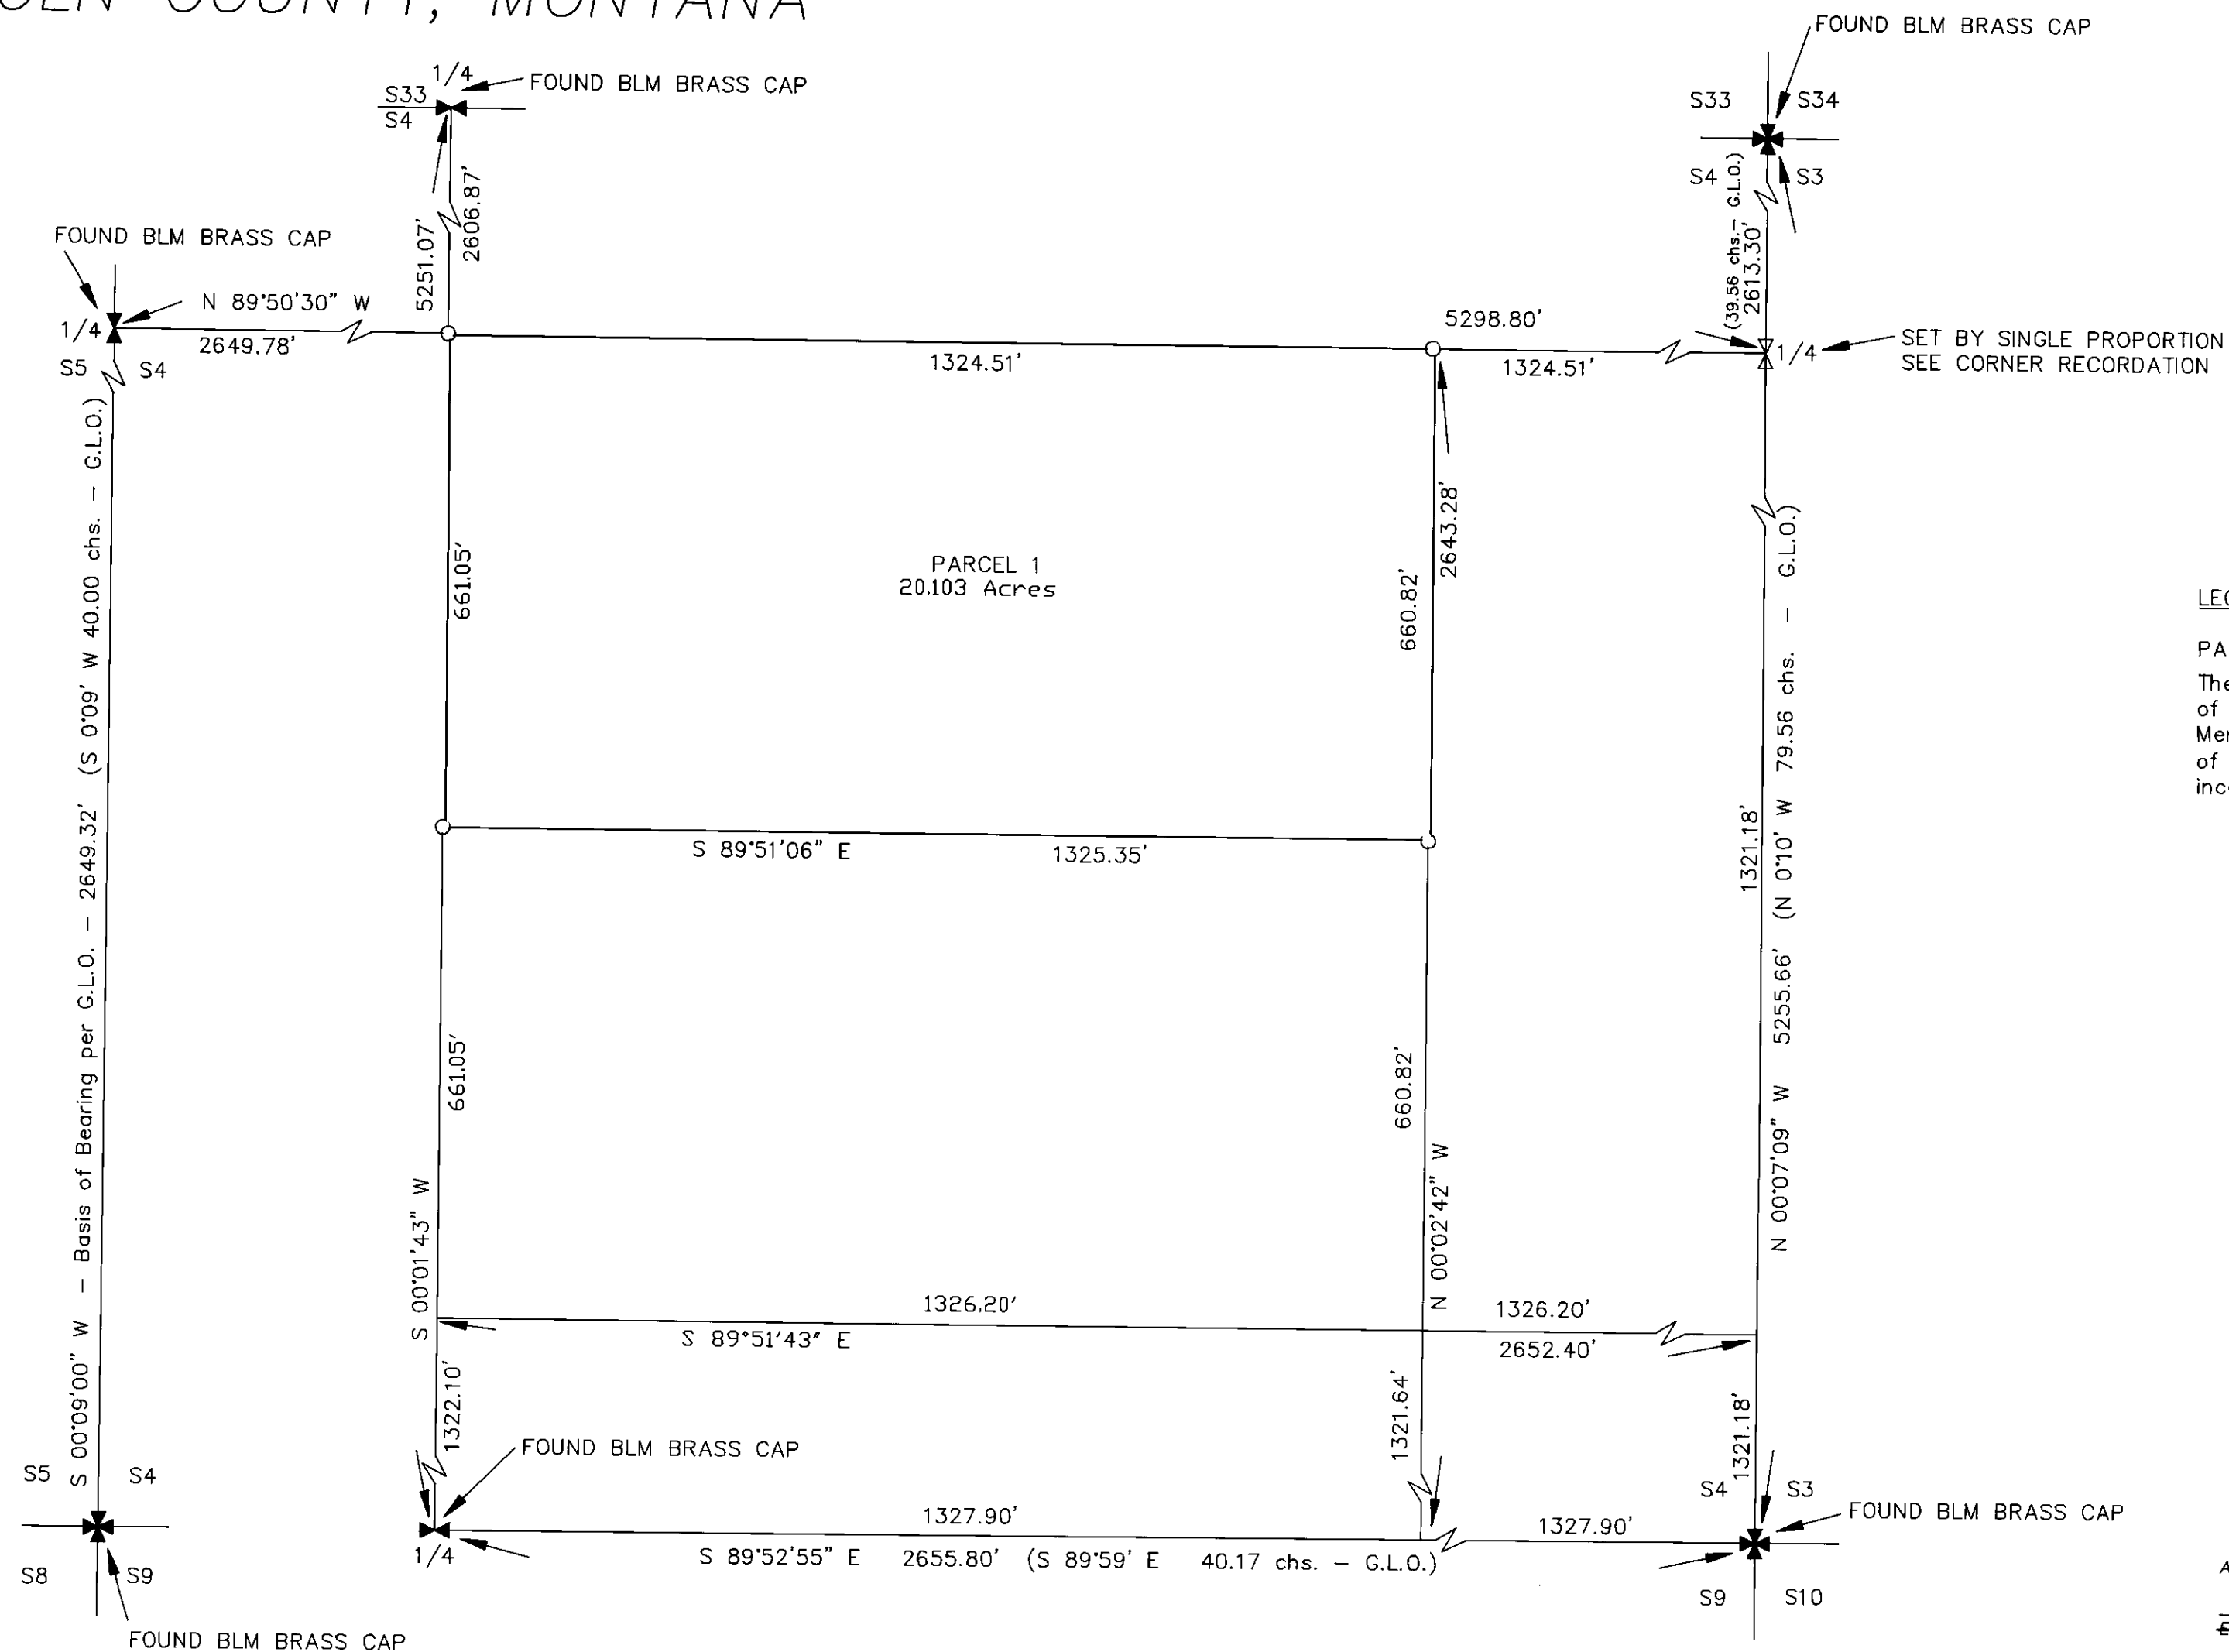 COUNTY, MONTANA
FOUND BLM BRASS CAP
1/4
FOUND BLM BRASS CAP
S33
S4
S33
S34
S4
S3
(39.56 chs.– G.L.O.)
2613.30'
5251.07'
2606.87'
FOUND BLM BRASS CAP
N 89°50'30" W
2649.78'
1/4
S5
S4
5298.80'
1324.51'
1324.51'
1/4
SET BY SINGLE PROPORTION
SEE CORNER RECORDATION
S 00°09'00" W – Basis of Bearing per G.L.O. – 2649.32' (S 0°09' W 40.00 chs. – G.L.O.)
661.05'
PARCEL 1
20.103 Acres
660.82'
2643.28'
1321.18'
N 00°07'09" W 5255.66' (N 0°10' W 79.56 chs. – G.L.O.)
The
of
of
S 89°51'06" E
1325.35'
661.05'
660.82'
S 00°01'43" W
N 00°02'42" W
1326.20'
S 89°51'43" E
1326.20'
2652.40'
1322.10'
1321.64'
1321.18'
S5
S4
FOUND BLM BRASS CAP
S4
S3
FOUND BLM BRASS CAP
1327.90'
1327.90'
1/4
S 89°52'55" E 2655.80' (S 89°59' E 40.17 chs. – G.L.O.)
S8
S9
S9
S10
FOUND BLM BRASS CAP